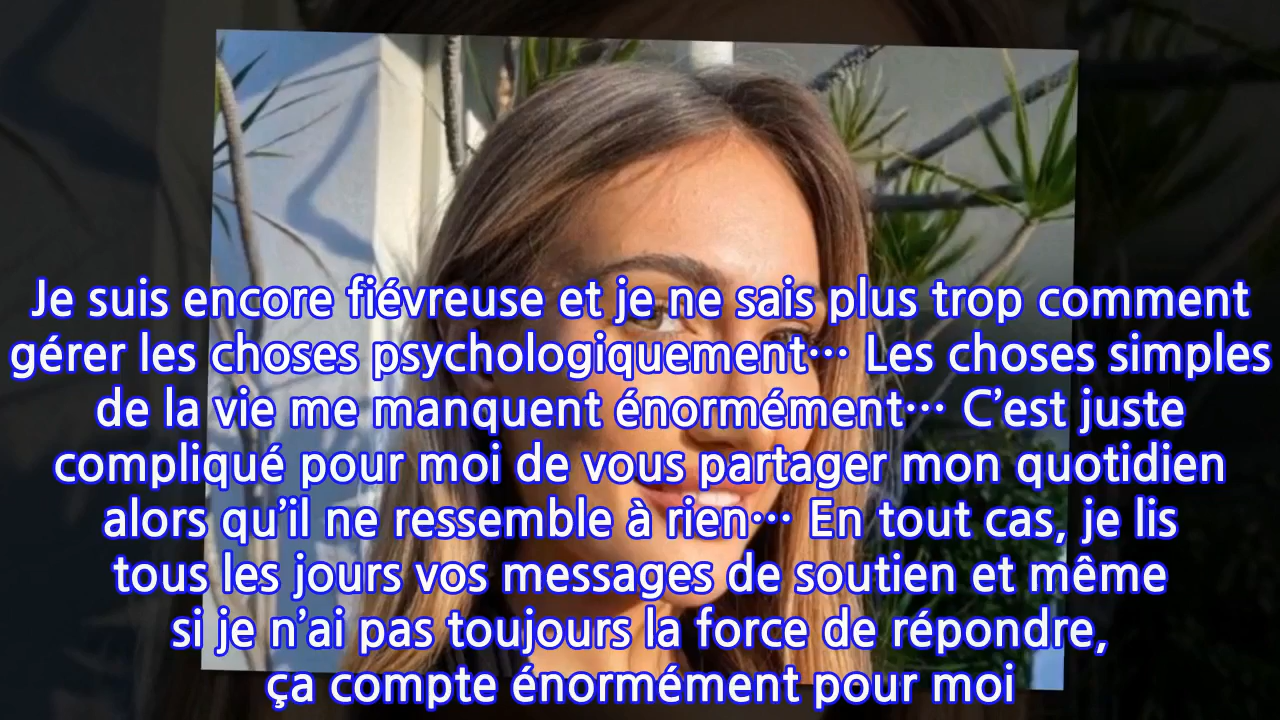 Je suis encore fiévreuse et je ne sais plus trop comment
gérer les choses psychologiquement… Les choses simples
de la vie me manquent énormément… C’est juste
compliqué pour moi de vous partager mon quotidien
alors qu’il ne ressemble à rien… En tout cas, je lis
tous les jours vos messages de soutien et même
si je n’ai pas toujours la force de répondre,
ça compte énormément pour moi